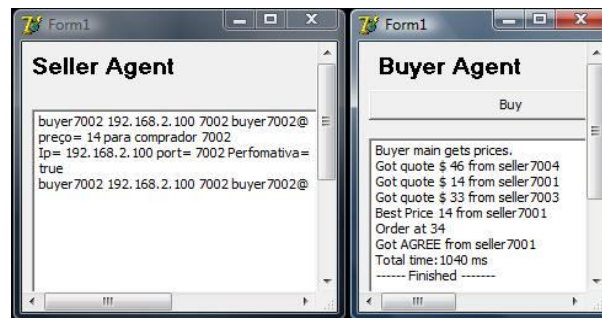 Form1
Seller Agent
buyer7002 192.168.2.100 7002 buyer7002@
preço= 14 para comprador 7002
Ip= 192.168.2.100 port= 7002 Perfomativa=
true
buyer7002 192.168.2.100 7002 buyer7002@
Form1
Buyer Agent
Buy
Buyer main gets prices.
Got quote $ 46 from seller7004
Got quote $ 14 from seller7001
Got quote $ 33 from seller7003
Best Price 14 from seller7001
Order at 34
Got AGREE from seller7001
Total time:1040 ms
------ Finished -------